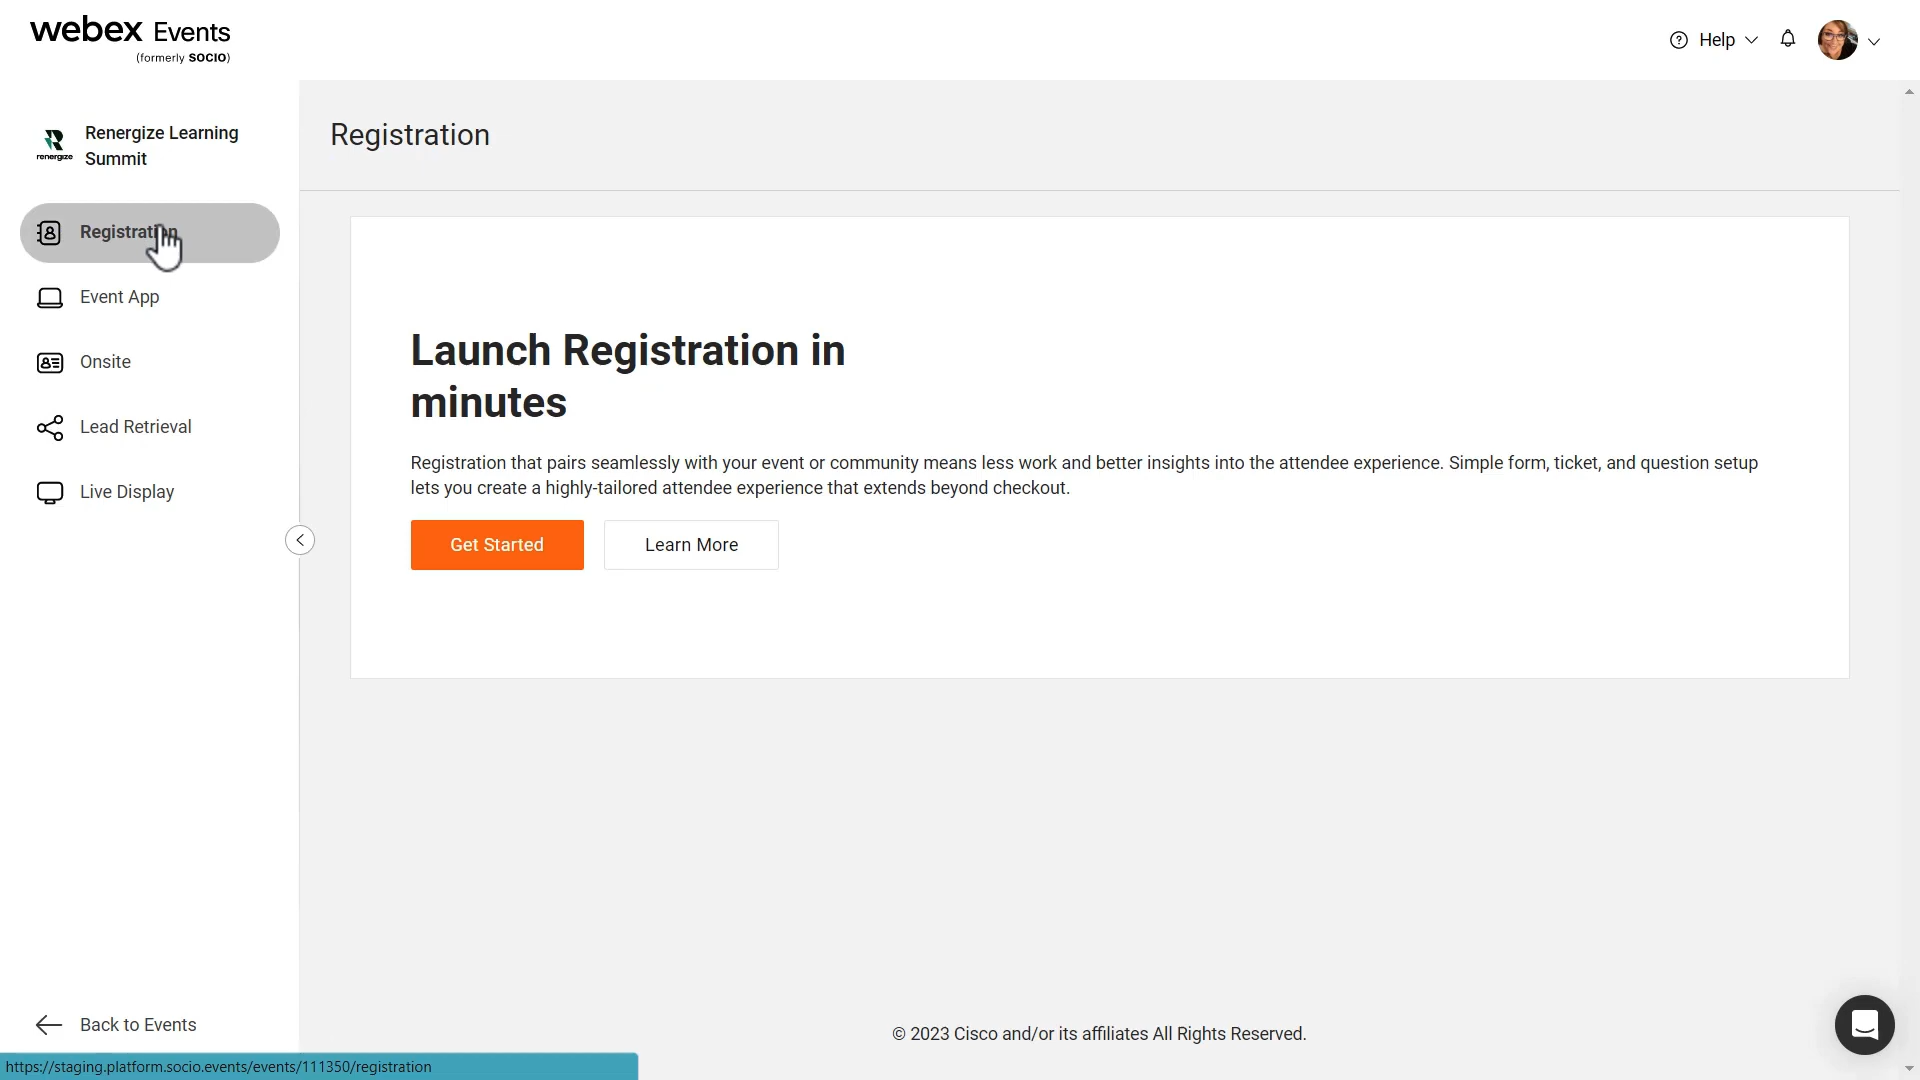 webex Events
(formerly SOCIO)
Help
Renergize Learning
Summit
renergize
Registration
Event App
Onsite
Lead Retrieval
Live Display
Back to Events
Registration
Launch Registration in
minutes
Registration that pairs seamlessly with your event or community means less work and better insights into the attendee experience. Simple form, ticket, and question setup
lets you create a highly-tailored attendee experience that extends beyond checkout.
Get Started
Learn More
© 2023 Cisco and/or its affiliates All Rights Reserved.
https://staging.platform.socio.events/events/111350/registration